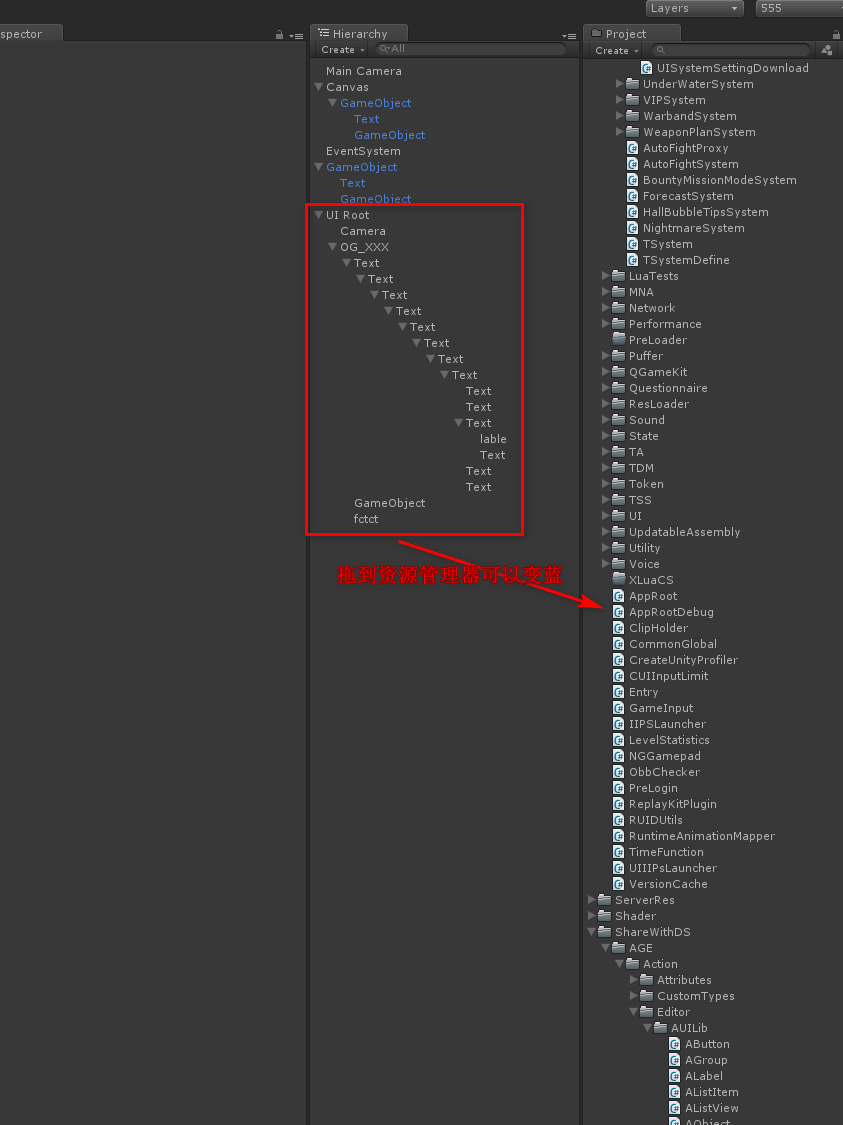 Layers
555
spector
Hierarchy
Create
All
Main Camera
Canvas
GameObject
Text
GameObject
EventSystem
GameObject
Text
GameObject
UI Root
Camera
OG_XXX
Text
Text
Text
Text
Text
Text
Text
Text
Text
Text
Text
lable
Text
Text
Text
GameObject
fctct
拖到资源管理器可以变蓝
Project
Create
UISystemSettingDownload
UnderWaterSystem
VIPSystem
WarbandSystem
WeaponPlanSystem
AutoFightProxy
AutoFightSystem
BountyMissionModeSystem
ForecastSystem
HallBubbleTipsSystem
NightmareSystem
TSystem
TSystemDefine
LuaTests
MNA
Network
Performance
PreLoader
Puffer
QGameKit
Questionnaire
ResLoader
Sound
State
TA
TDM
Token
TSS
UI
UpdatableAssembly
Utility
Voice
XLuaCS
AppRoot
AppRootDebug
ClipHolder
CommonGlobal
CreateUnityProfiler
CUIInputLimit
Entry
GameInput
IIPSLauncher
LevelStatistics
NGGamepad
ObbChecker
PreLogin
ReplayKitPlugin
RUIDUtils
RuntimeAnimationMapper
TimeFunction
UIIIPsLauncher
VersionCache
ServerRes
Shader
ShareWithDS
AGE
Action
Attributes
CustomTypes
Editor
AUILib
AButton
AGroup
ALabel
AListItem
AListView
AObject